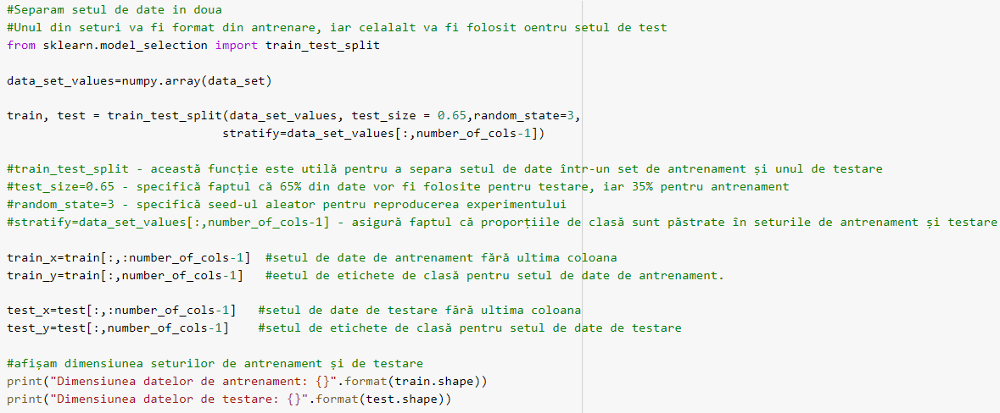 #Separam setul de date in doua
#Unul din seturi va fi format din antrenare, iar celalalt va fi folosit oentru setul de test
from sklearn.model_selection import train_test_split
data_set_values=numpy.array(data_set)
train, test = train_test_split(data_set_values, test_size = 0.65,random_state=3,
stratify=data_set_values[:,number_of_cols-1])
#train_test_split - această funcție este utilă pentru a separa setul de date într-un set de antrenament și unul de testare
#test_size=0.65 - specifică faptul că 65% din date vor fi folosite pentru testare, iar 35% pentru antrenament
#random_state=3 - specifică seed-ul aleator pentru reproducerea experimentului
#stratify=data_set_values[:,number_of_cols-1] - asigură faptul că proporțiile de clasă sunt păstrate în seturile de antrenament și testare
train_x=train[:,:number_of_cols-1]  #setul de date de antrenament fără ultima coloana
train_y=train[:,number_of_cols-1]   #eetul de etichete de clasă pentru setul de date de antrenament.
test_x=test[:,:number_of_cols-1]   #setul de date de testare fără ultima coloana
test_y=test[:,number_of_cols-1]    #setul de etichete de clasă pentru setul de date de testare
#afișam dimensiunea seturilor de antrenament și de testare
print("Dimensiunea datelor de antrenament: {}".format(train.shape))
print("Dimensiunea datelor de testare: {}".format(test.shape))